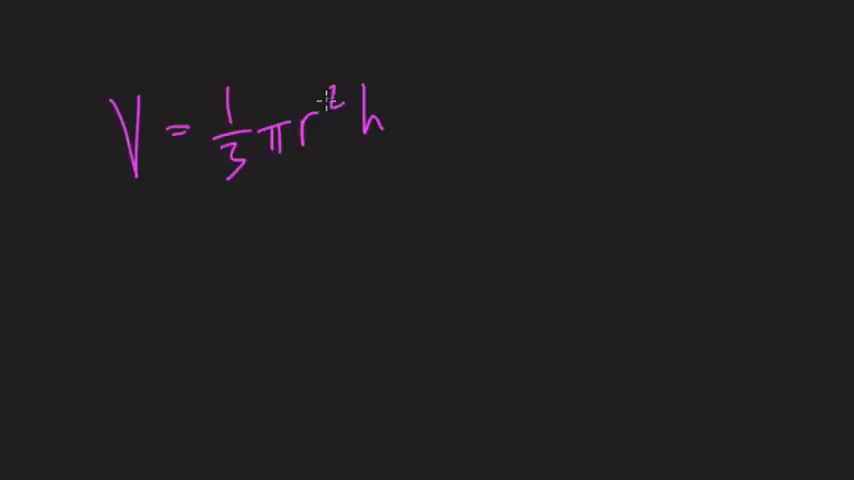 V = 1/3 πr² h